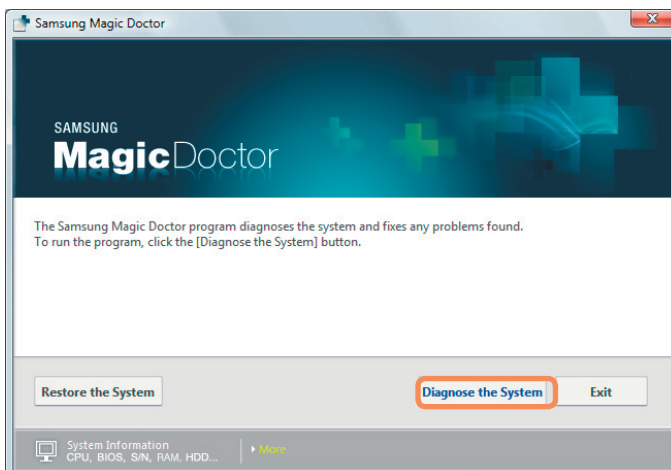 Samsung Magic Doctor
SAMSUNG
MagicDoctor
The Samsung Magic Doctor program diagnoses the system and fixes any problems found.
To run the program, click the [Diagnose the System] button.
Restore the System
Diagnose the System
Exit
System Information
CPU, BIOS, S/N, RAM, HDD...
More